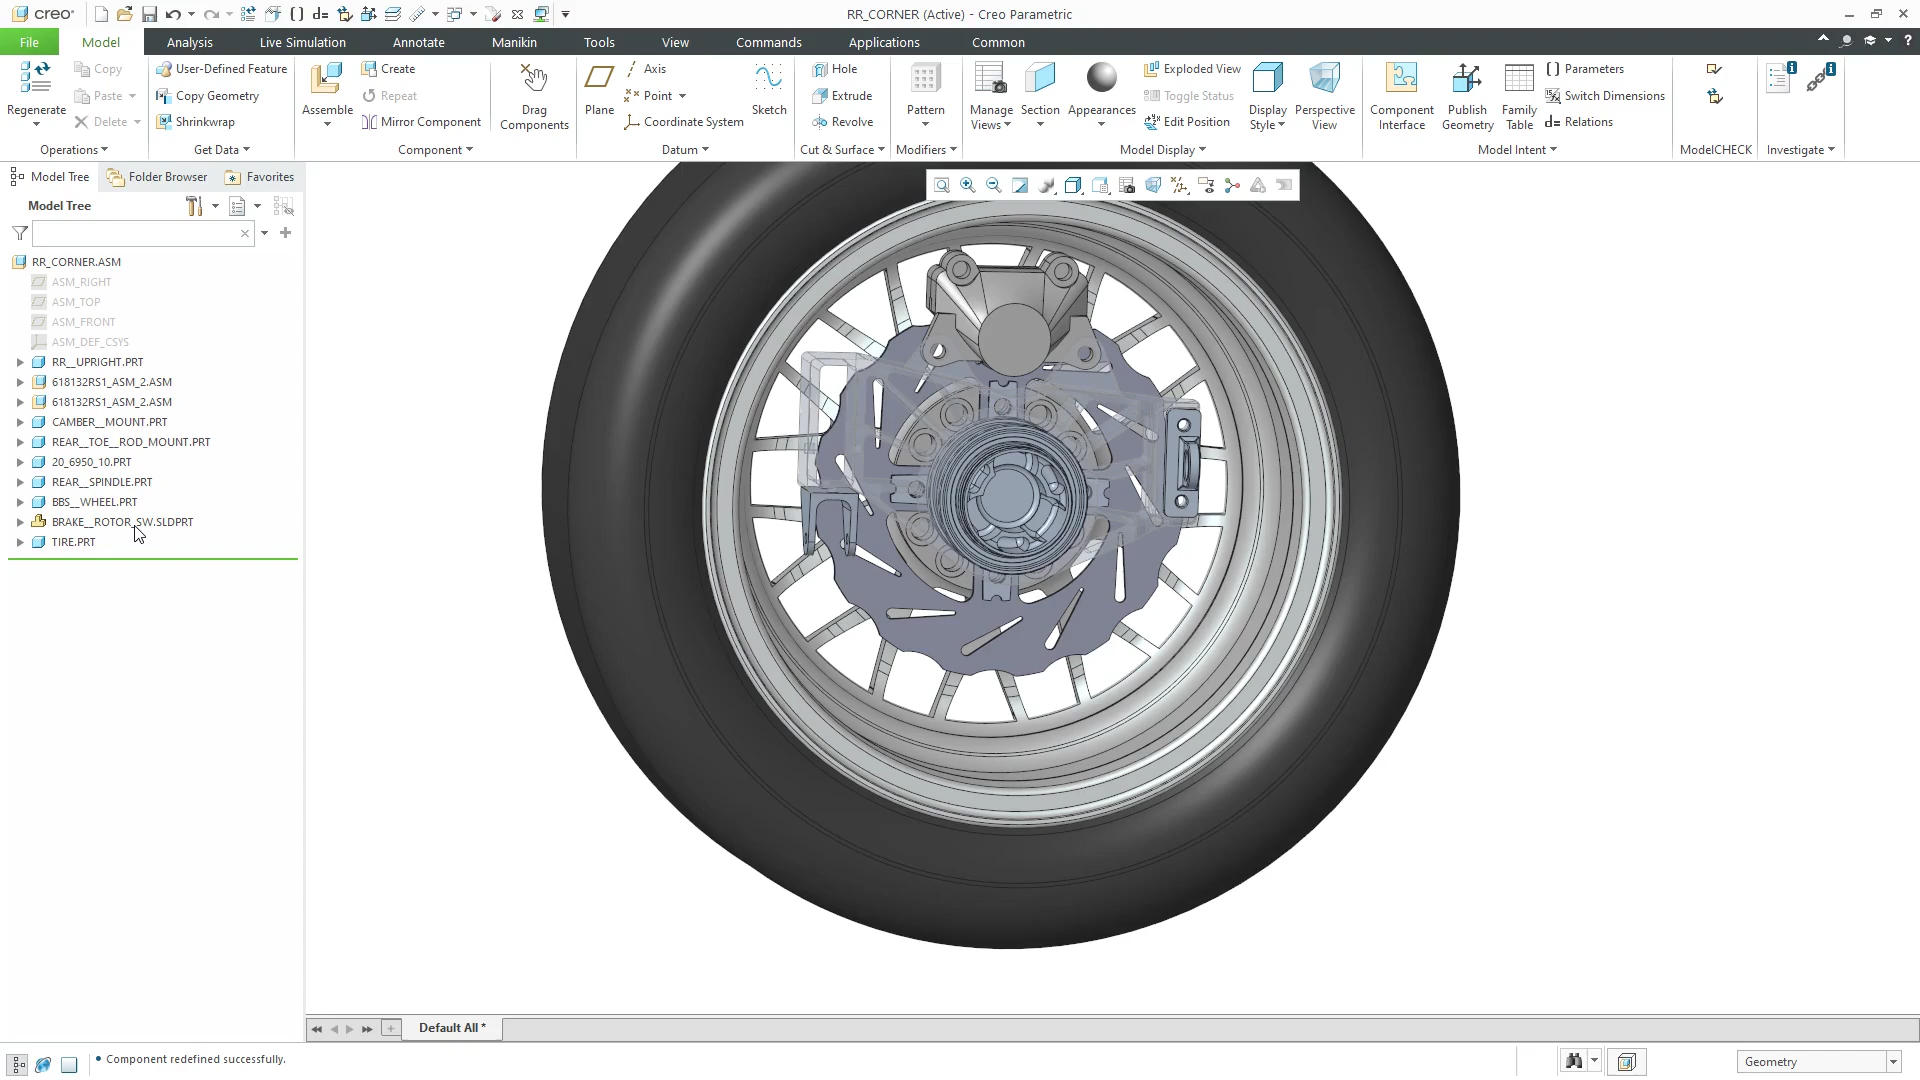 creo RR_CORNER (Active) - Creo Parametric
File Model Analysis Live Simulation Annotate Manikin Tools View Commands Applications Common
Regenerate Copy Paste Delete Operations
User-Defined Feature Copy Geometry Shrinkwrap Get Data
Assemble Create Repeat Mirror Component Drag Components Component
Plane Axis Point Coordinate System Sketch Datum
Hole Extrude Revolve Cut & Surface
Pattern Modifiers
Manage Views Section Appearances Exploded View Toggle Status Edit Position Display Style Perspective View Model Display
Component Interface Publish Geometry Family Table Parameters Switch Dimensions Relations Model Intent
ModelCHECK
Investigate
Model Tree Folder Browser Favorites
Model Tree
RR_CORNER.ASM
ASM_RIGHT
ASM_TOP
ASM_FRONT
ASM_DEF_CSYS
RR__UPRIGHT.PRT
618132RS1_ASM_2.ASM
618132RS1_ASM_2.ASM
CAMBER__MOUNT.PRT
REAR__TOE__ROD_MOUNT.PRT
20_6950_10.PRT
REAR__SPINDLE.PRT
BBS__WHEEL.PRT
BRAKE__ROTOR_SW.SLDPRT
TIRE.PRT
Default All *
• Component redefined successfully.
Geometry